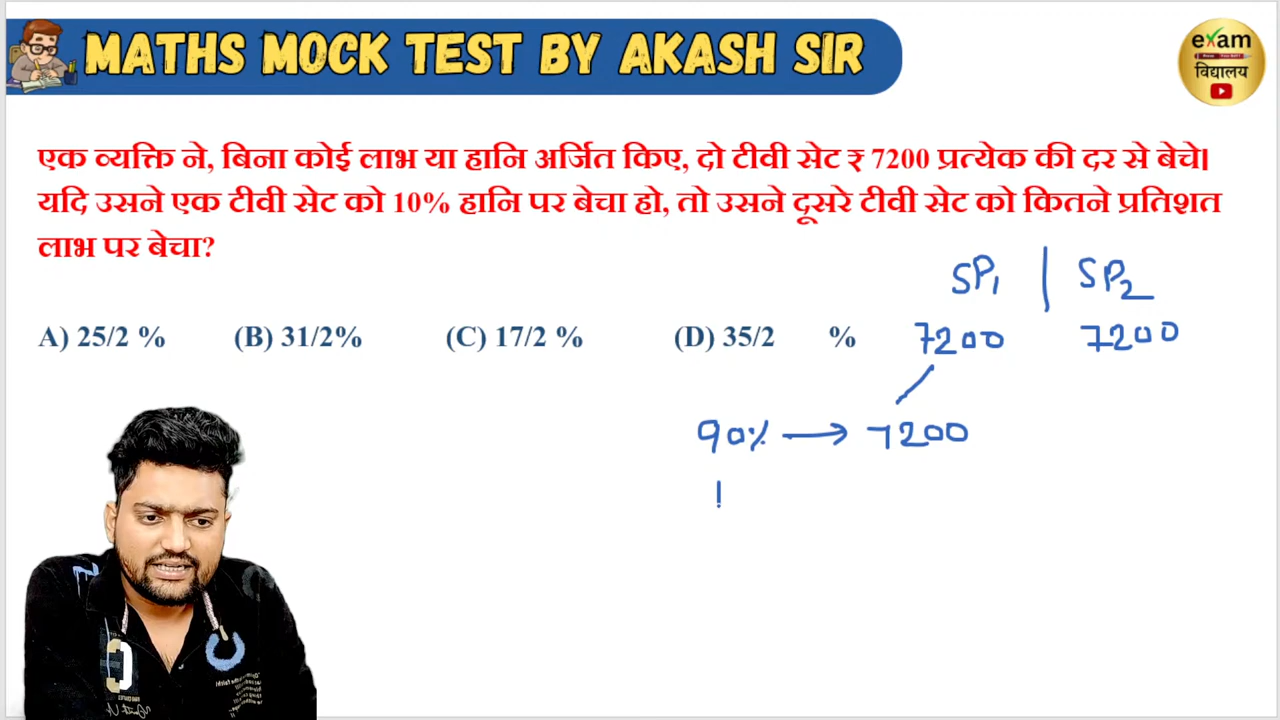 MATHS MOCK TEST BY AKASH SIR
exam
विद्यालय
एक व्यक्ति ने, बिना कोई लाभ या हानि अर्जित किए, दो टीवी सेट ₹ 7200 प्रत्येक की दर से बेचे।
यदि उसने एक टीवी सेट को 10% हानि पर बेचा हो, तो उसने दूसरे टीवी सेट को कितने प्रतिशत
लाभ पर बेचा?
SP1 | SP2
A) 25/2 % (B) 31/2% (C) 17/2 % (D) 35/2 % 7200 7200
90% → 7200